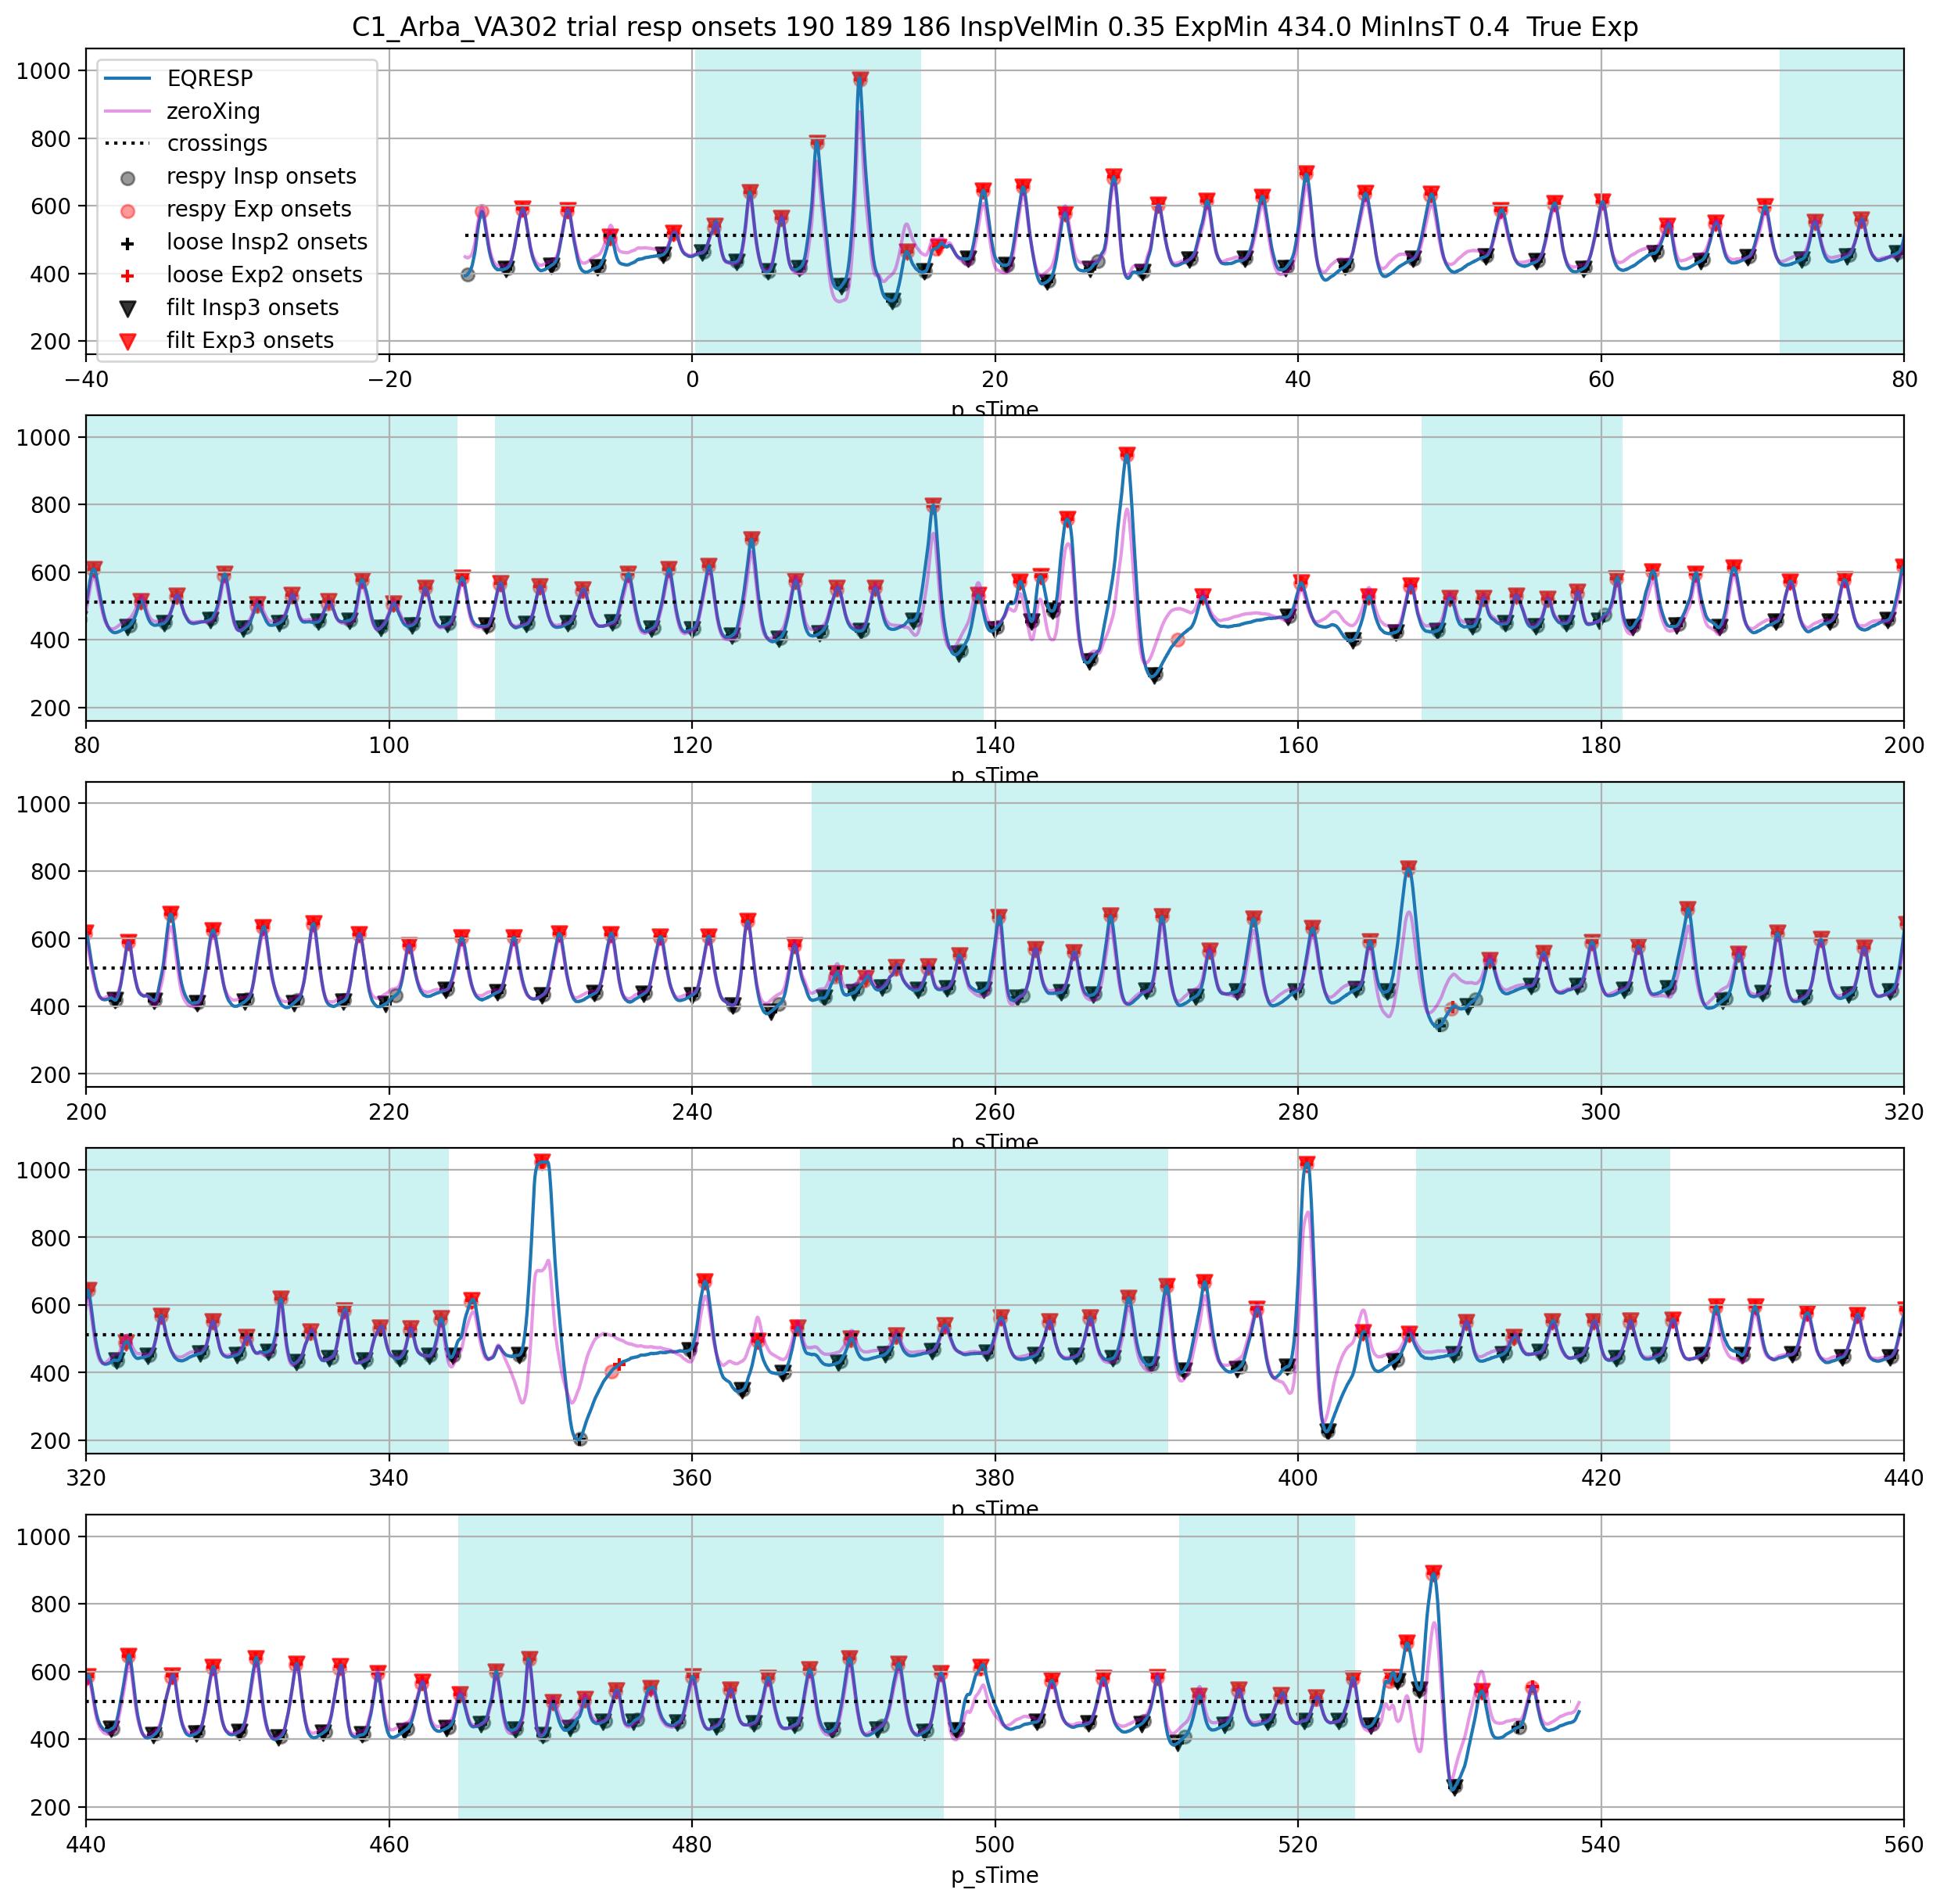 C1_Arba_VA302 trial resp onsets 190 189 186 InspVelMin 0.35 ExpMin 434.0 MinInsT 0.4  True Exp
1000
800
600
400
200
EQRESP
zeroXing
crossings
respy Insp onsets
respy Exp onsets
loose Insp2 onsets
loose Exp2 onsets
filt Insp3 onsets
filt Exp3 onsets
−40 −20 0 20 40 60 80
p_sTime
1000
800
600
400
200
80 100 120 140 160 180 200
p_sTime
1000
800
600
400
200
200 220 240 260 280 300 320
p_sTime
1000
800
600
400
200
320 340 360 380 400 420 440
p_sTime
1000
800
600
400
200
440 460 480 500 520 540 560
p_sTime